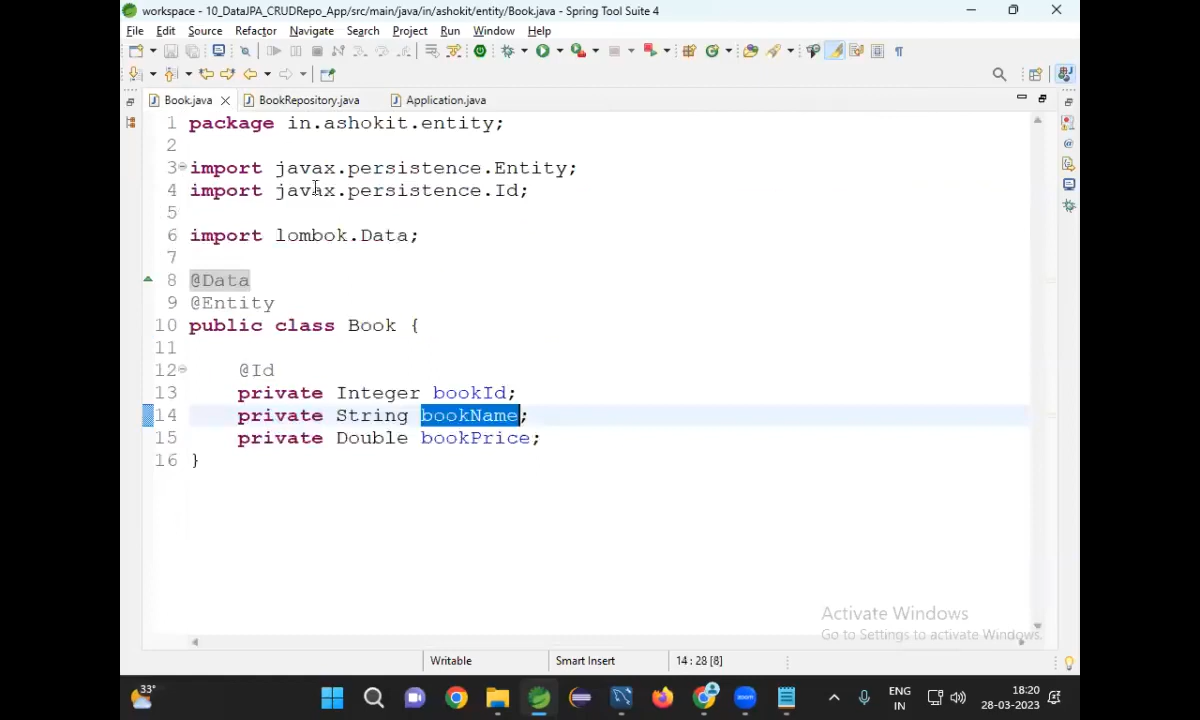 workspace - 10_DataJPA_CRUDRepo_App/src/main/java/in/ashokit/entity/Book.java - Spring Tool Suite 4
File Edit Source Refactor Navigate Search Project Run Window Help
Book.java BookRepository.java Application.java
1 package in.ashokit.entity;
2
3 import javax.persistence.Entity;
4 import javax.persistence.Id;
5
6 import lombok.Data;
7
8 @Data
9 @Entity
10 public class Book {
11
12 @Id
13 private Integer bookId;
14 private String bookName;
15 private Double bookPrice;
16 }
Activate Windows
Go to Settings to activate Windows.
Writable Smart Insert 14 : 28 [8]
33°
zoom
ENG
IN
18:20
28-03-2023